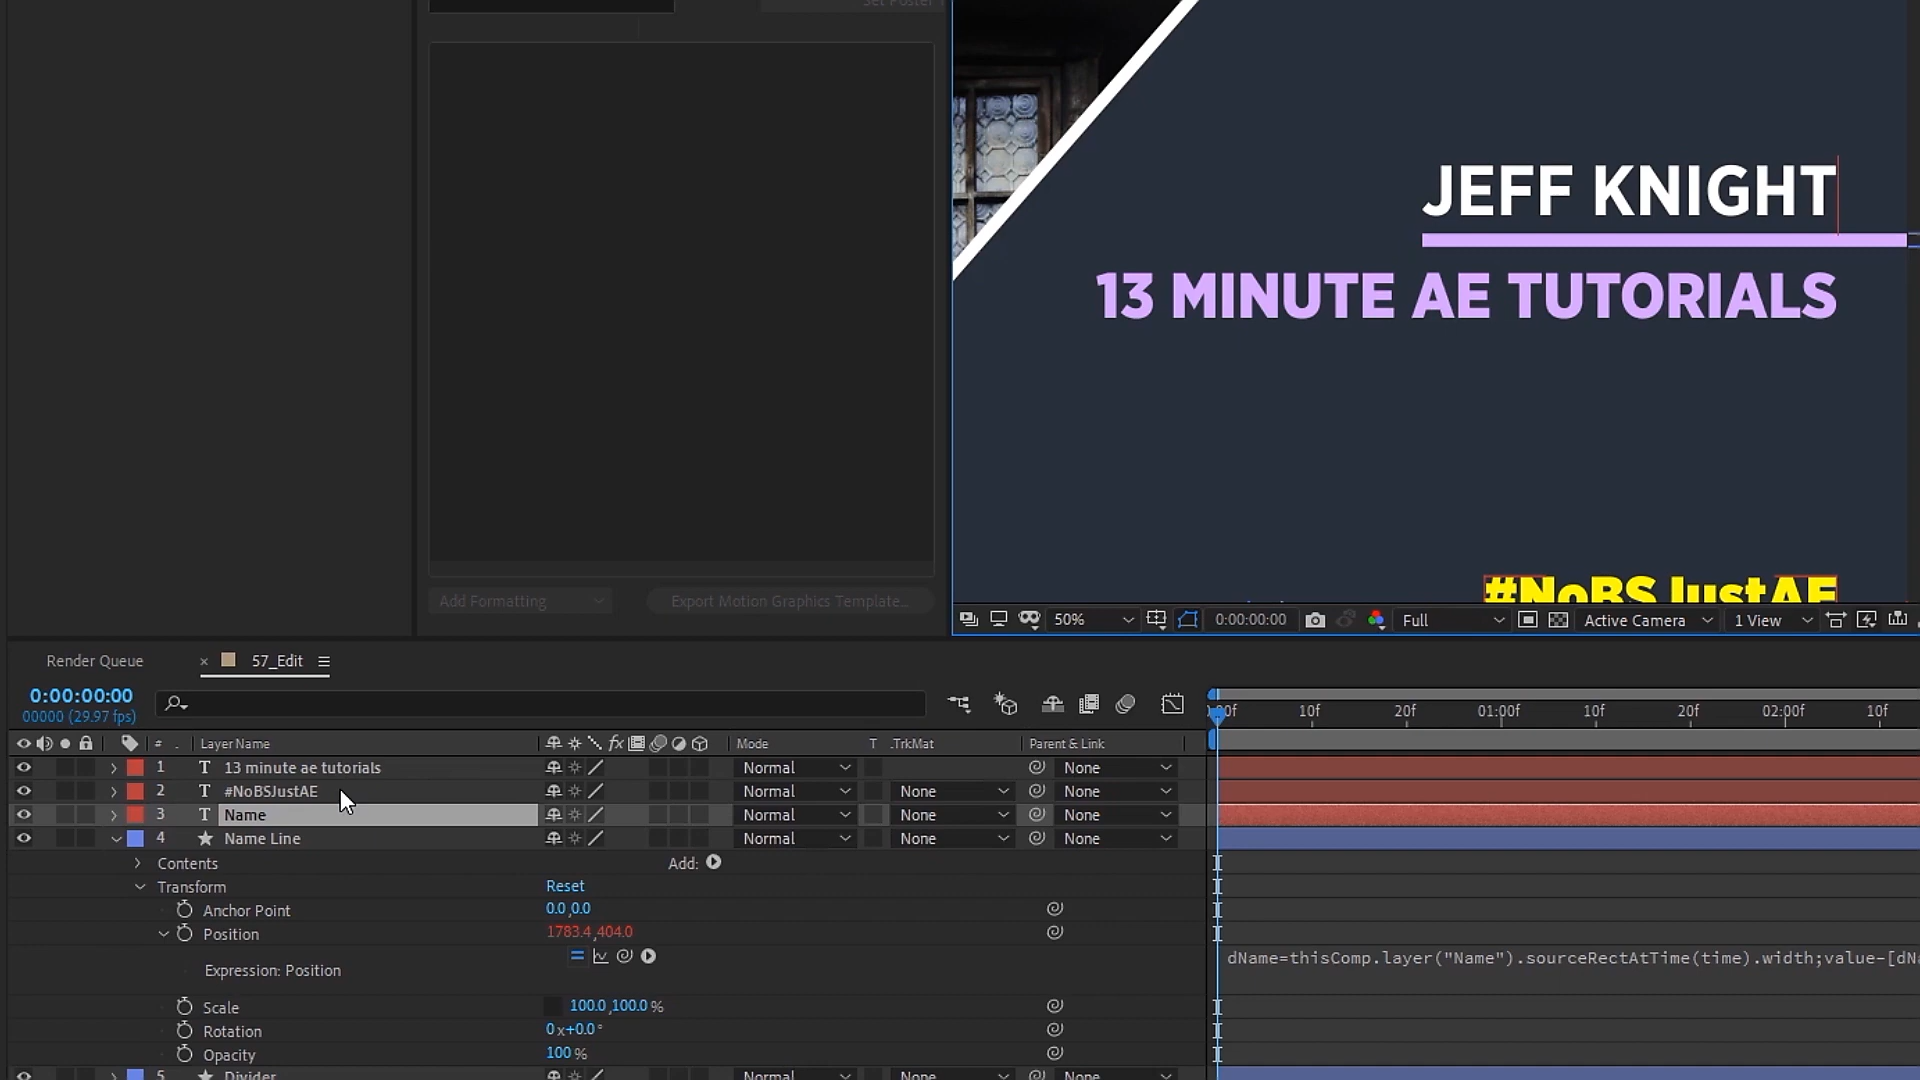 Set Poster T
JEFF KNIGHT
13 MINUTE AE TUTORIALS
#NoBSJustAE
Add Formatting
Export Motion Graphics Template...
50%
0:00:00:00
Full
Active Camera
1 View
Render Queue
× 57_Edit
0:00:00:00
00000 (29.97 fps)
:00f 10f 20f 01:00f 10f 20f 02:00f 10f
# . Layer Name fx Mode T .TrkMat Parent & Link
1 T 13 minute ae tutorials Normal None
2 T #NoBSJustAE Normal None None
3 T Name Normal None None
4 Name Line Normal None None
Contents Add:
Transform Reset
Anchor Point 0.0,0.0
Position 1783.4,404.0
Expression: Position dName=thisComp.layer("Name").sourceRectAtTime(time).width;value-[dNa
Scale 100.0,100.0%
Rotation 0x+0.0°
Opacity 100%
5 Divider Normal None None